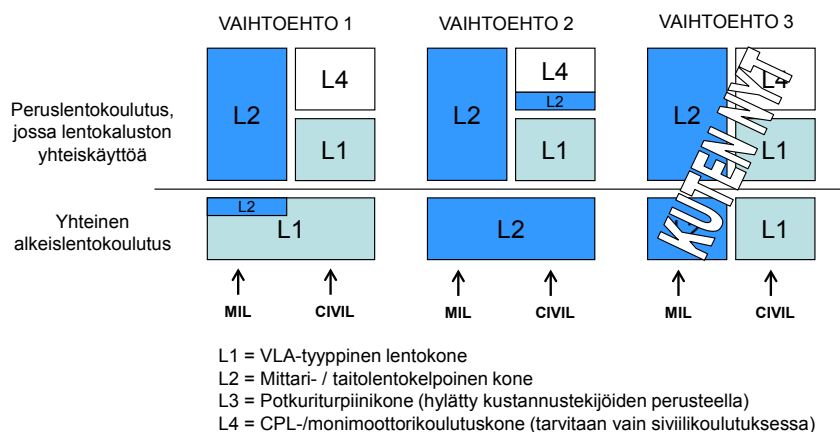 VAIHTOEHTO 1
VAIHTOEHTO 2
VAIHTOEHTO 3
Peruslentokoulutus,
jossa lentokaluston
yhteiskäyttöä
L2
L4
L1
L2
L4
L2
L1
L2
L4
L1
KUTEN NYT
Yhteinen
alkeislentokoulutus
L2
L1
L2
L2
L1
MIL
CIVIL
MIL
CIVIL
MIL
CIVIL
L1 = VLA-tyyppinen lentokone
L2 = Mittari- / taitolentokelpoinen kone
L3 = Potkuriturpiinikone (hylätty kustannustekijöiden perusteella)
L4 = CPL-/monimoottorikoulutuskone (tarvitaan vain siviilikoulutuksessa)